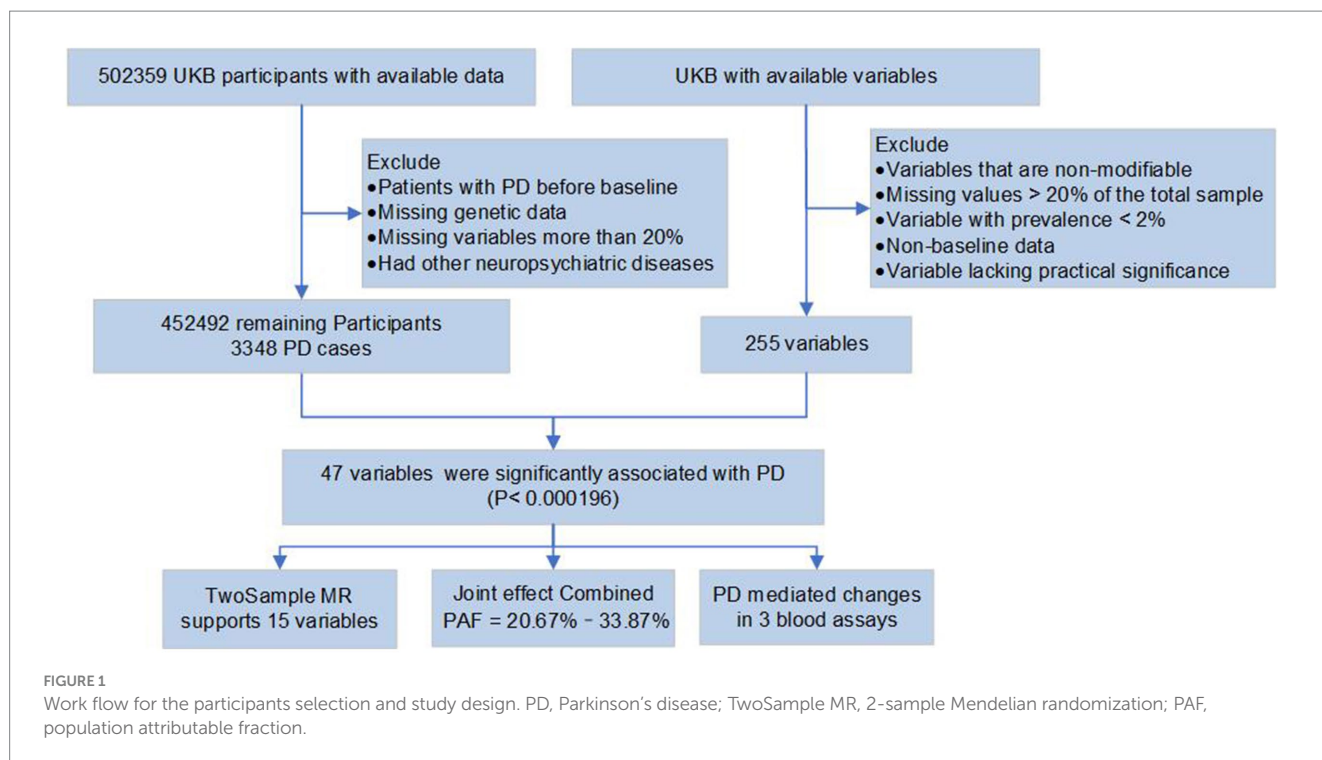 502359 UKB participants with available data
UKB with available variables
Exclude
•Patients with PD before baseline
•Missing genetic data
•Missing variables more than 20%
•Had other neuropsychiatric diseases
Exclude
•Variables that are non-modifiable
•Missing values > 20% of the total sample
•Variable with prevalence < 2%
•Non-baseline data
•Variable lacking practical significance
452492 remaining Participants
3348 PD cases
255 variables
47 variables were significantly associated with PD
(P< 0.000196)
TwoSample MR
supports 15 variables
Joint effect Combined
PAF = 20.67% - 33.87%
PD mediated changes
in 3 blood assays
FIGURE 1
Work flow for the participants selection and study design. PD, Parkinson's disease; TwoSample MR, 2-sample Mendelian randomization; PAF,
population attributable fraction.